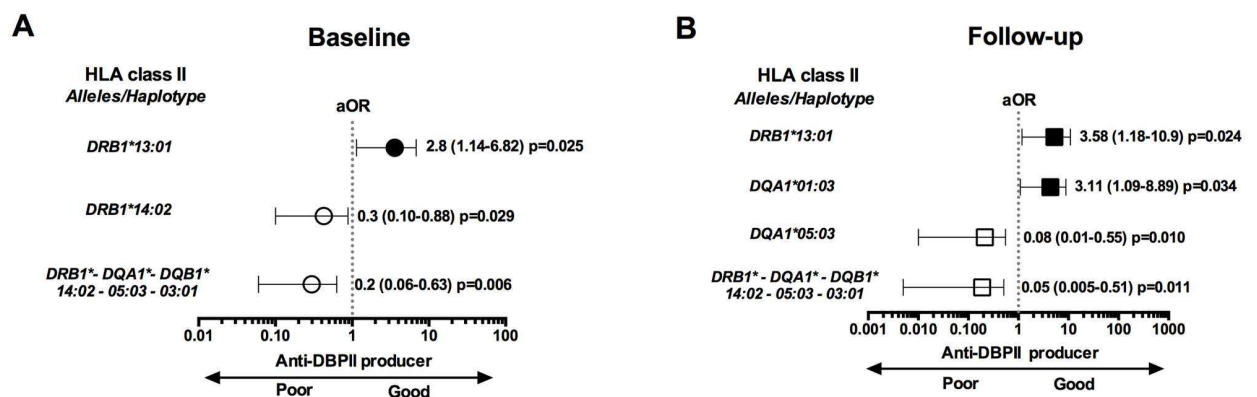 A
Baseline
HLA class II
Alleles/Haplotype
aOR
DRB1*13:01
2.8 (1.14-6.82) p=0.025
DRB1*14:02
0.3 (0.10-0.88) p=0.029
DRB1*- DQA1*- DQB1*
14:02 - 05:03 - 03:01
0.2 (0.06-0.63) p=0.006
0.01 0.10 1 10 100
Anti-DBPII producer
Poor Good
B
Follow-up
HLA class II
Alleles/Haplotype
aOR
DRB1*13:01
3.58 (1.18-10.9) p=0.024
DQA1*01:03
3.11 (1.09-8.89) p=0.034
DQA1*05:03
0.08 (0.01-0.55) p=0.010
DRB1* - DQA1* - DQB1*
14:02 - 05:03 - 03:01
0.05 (0.005-0.51) p=0.011
0.001 0.010 0.100 1 10 100 1000
Anti-DBPII producer
Poor Good